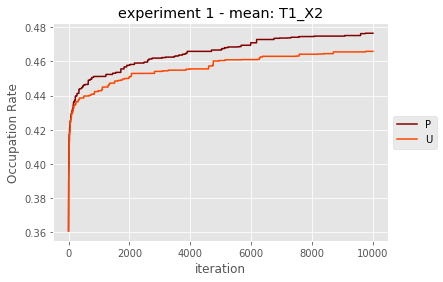 experiment 1 - mean: T1_X2
Occupation Rate
0.48
0.46
0.44
0.42
0.40
0.38
0.36
0
2000
4000
6000
8000
10000
iteration
P
U